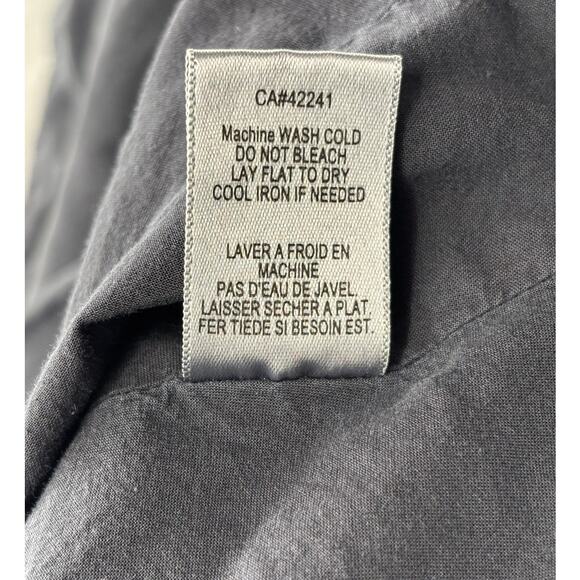 CA#42241
Machine WASH COLD
DO NOT BLEACH
LAY FLAT TO DRY
COOL IRON IF NEEDED
LAVER A FROID EN
MACHINE
PAS D'EAU DE JAVEL
LAISSER SECHER A PLAT
FER TIEDE SI BESOIN EST.